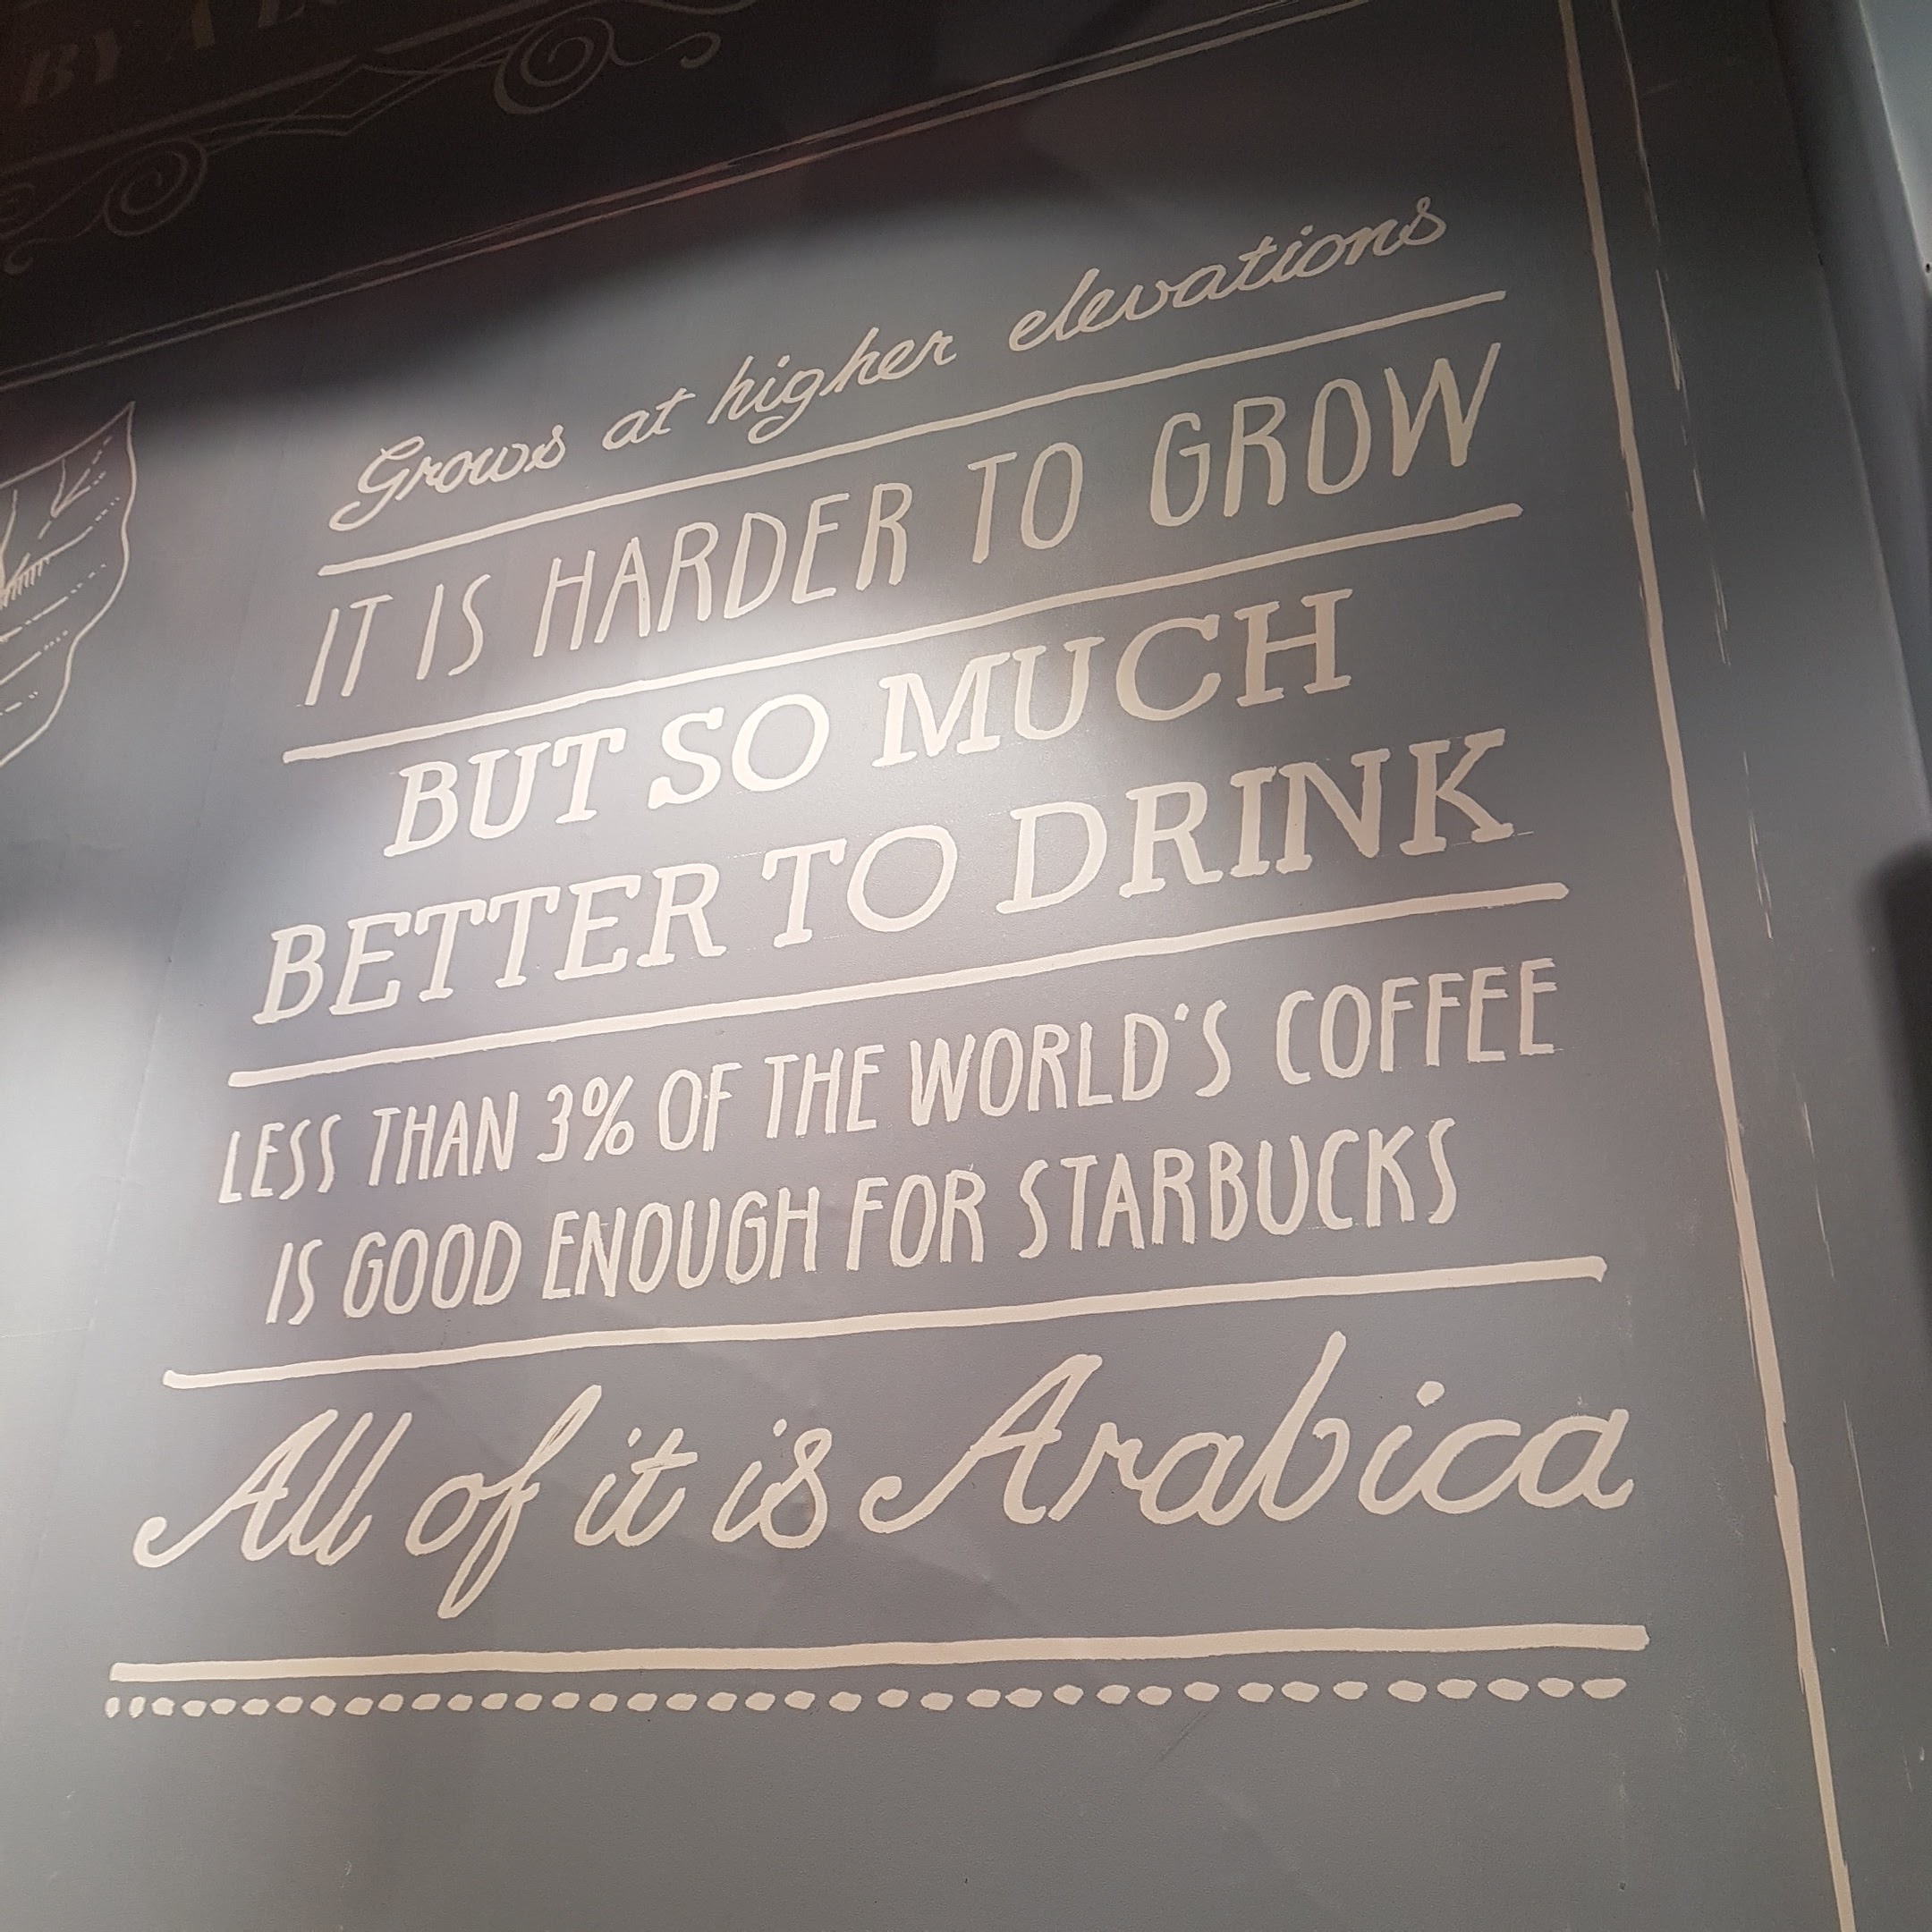 BY
Grows at higher elevations
IT IS HARDER TO GROW
BUT SO MUCH
BETTER TO DRINK
LESS THAN 3% OF THE WORLD'S COFFEE
IS GOOD ENOUGH FOR STARBUCKS
All of it is Arabica